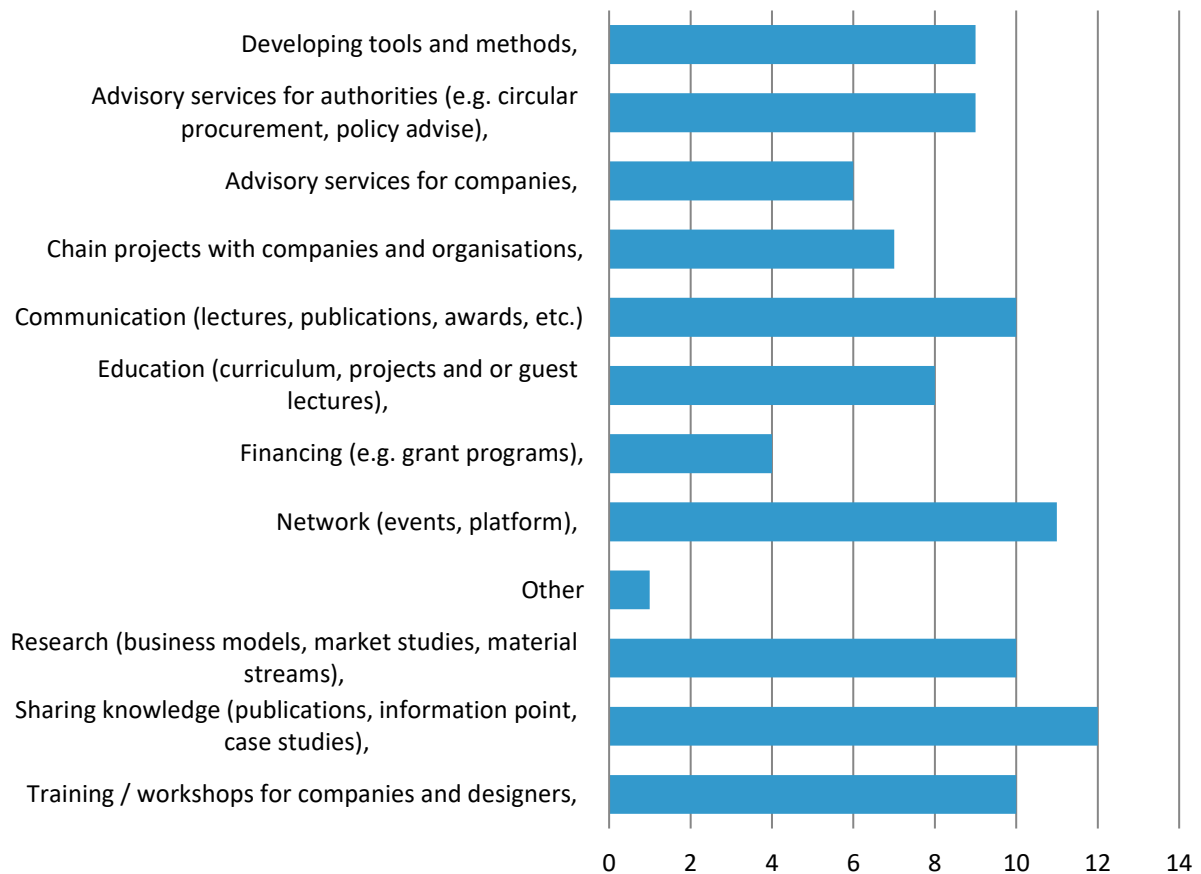 Developing tools and methods,
Advisory services for authorities (e.g. circular
procurement, policy advise),
Advisory services for companies,
Chain projects with companies and organisations,
Communication (lectures, publications, awards, etc.)
Education (curriculum, projects and or guest
lectures),
Financing (e.g. grant programs),
Network (events, platform),
Other
Research (business models, market studies, material
streams),
Sharing knowledge (publications, information point,
case studies),
Training / workshops for companies and designers,
0 2 4 6 8 10 12 14